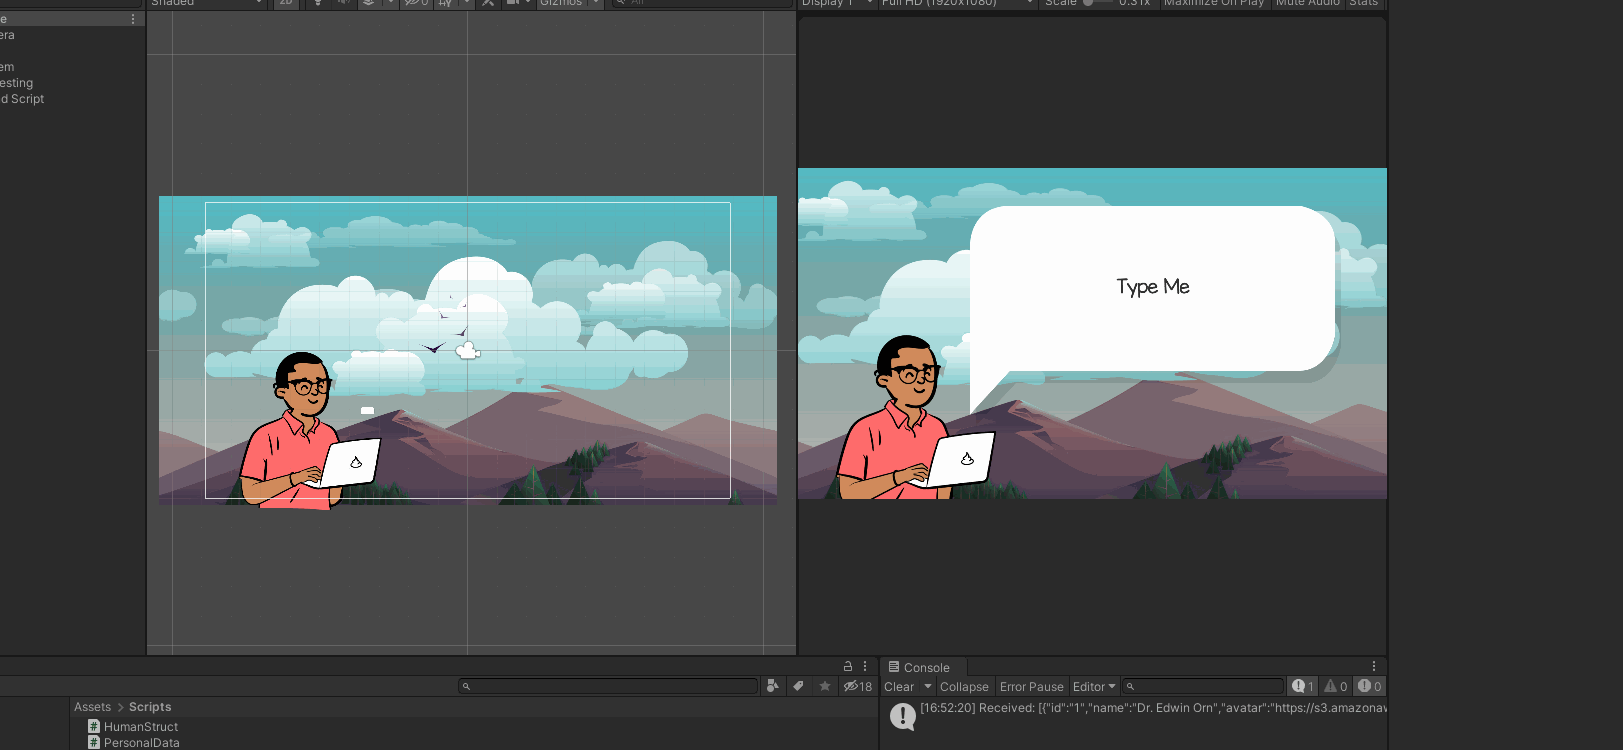 Shaded
2D
0
Gizmos
All
Display 1
Full HD (1920x1080)
Scale
0.31x
Maximize On Play
Mute Audio
Stats
e
era
em
esting
d Script
Type Me
18
Assets > Scripts
# HumanStruct
# PersonalData
Console
Clear
Collapse
Error Pause
Editor
1
0
0
[16:52:20] Received: [{"id":"1","name":"Dr. Edwin Orn","avatar":"https://s3.amazonav